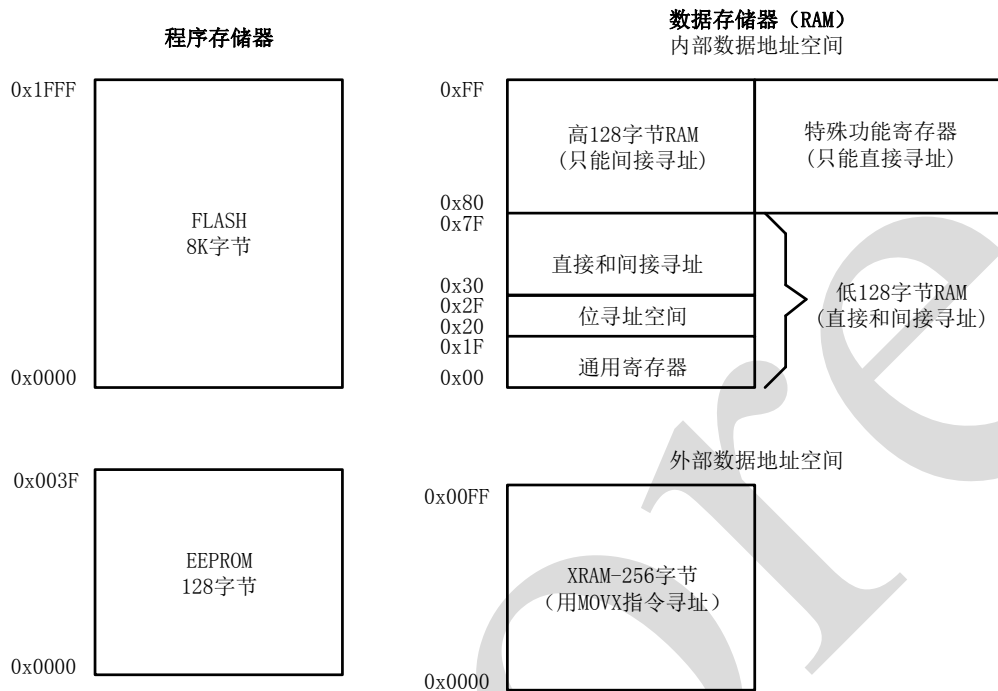 程序存储器
0x1FFF
FLASH
8K字节
0x0000
0x003F
EEPROM
128字节
0x0000
数据存储器（RAM）
内部数据地址空间
0xFF
高128字节RAM
(只能间接寻址)
特殊功能寄存器
(只能直接寻址)
0x80
0x7F
直接和间接寻址
0x30
0x2F
位寻址空间
0x20
0x1F
通用寄存器
0x00
低128字节RAM
(直接和间接寻址)
外部数据地址空间
0x00FF
XRAM-256字节
（用MOVX指令寻址）
0x0000
ore